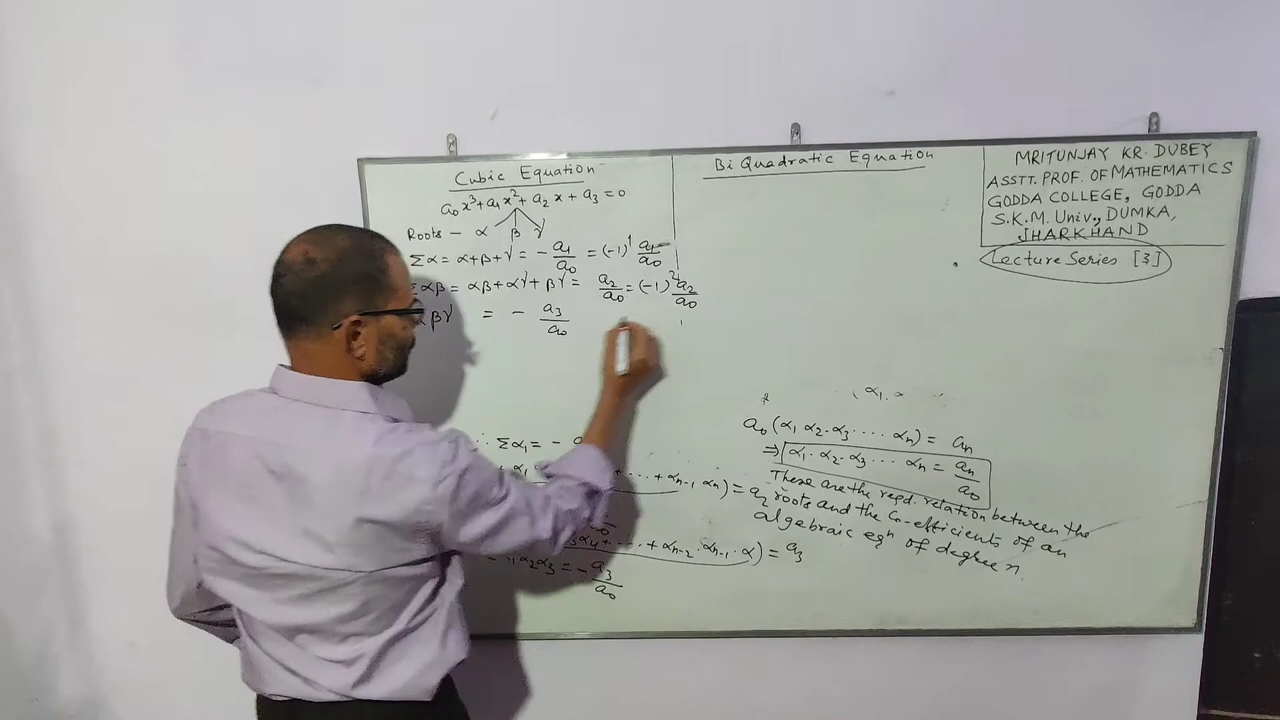 Cubic Equation
a₀x³+a₁x²+a₂x+a₃=0
Roots – α β γ
Σα = α+β+γ = -a₁/a₀ = (-1)¹ a₁/a₀
Σαβ = αβ+αγ+βγ = a₂/a₀ = (-1)² a₂/a₀
βγ = - a₃/a₀
∴ Σα₁ = -
+ ... + αₙ₋₁ αₙ) = a₂
α₄ + ... + αₙ₋₂·αₙ₋₁·α) = a₃
α₂α₃ = - a₃/a₀
Bi Quadratic Equation
a₀(α₁ α₂·α₃ ..... αₙ) = aₙ
⇒ α₁·α₂·α₃ ... αₙ = aₙ/a₀
These are the reqd. relation between the
roots and the Co-efficients of an
algebraic eqⁿ of degree n.
MRITUNJAY KR. DUBEY
ASSTT. PROF. OF MATHEMATICS
GODDA COLLEGE, GODDA
S.K.M. Univ., DUMKA,
JHARKHAND
Lecture Series [3]